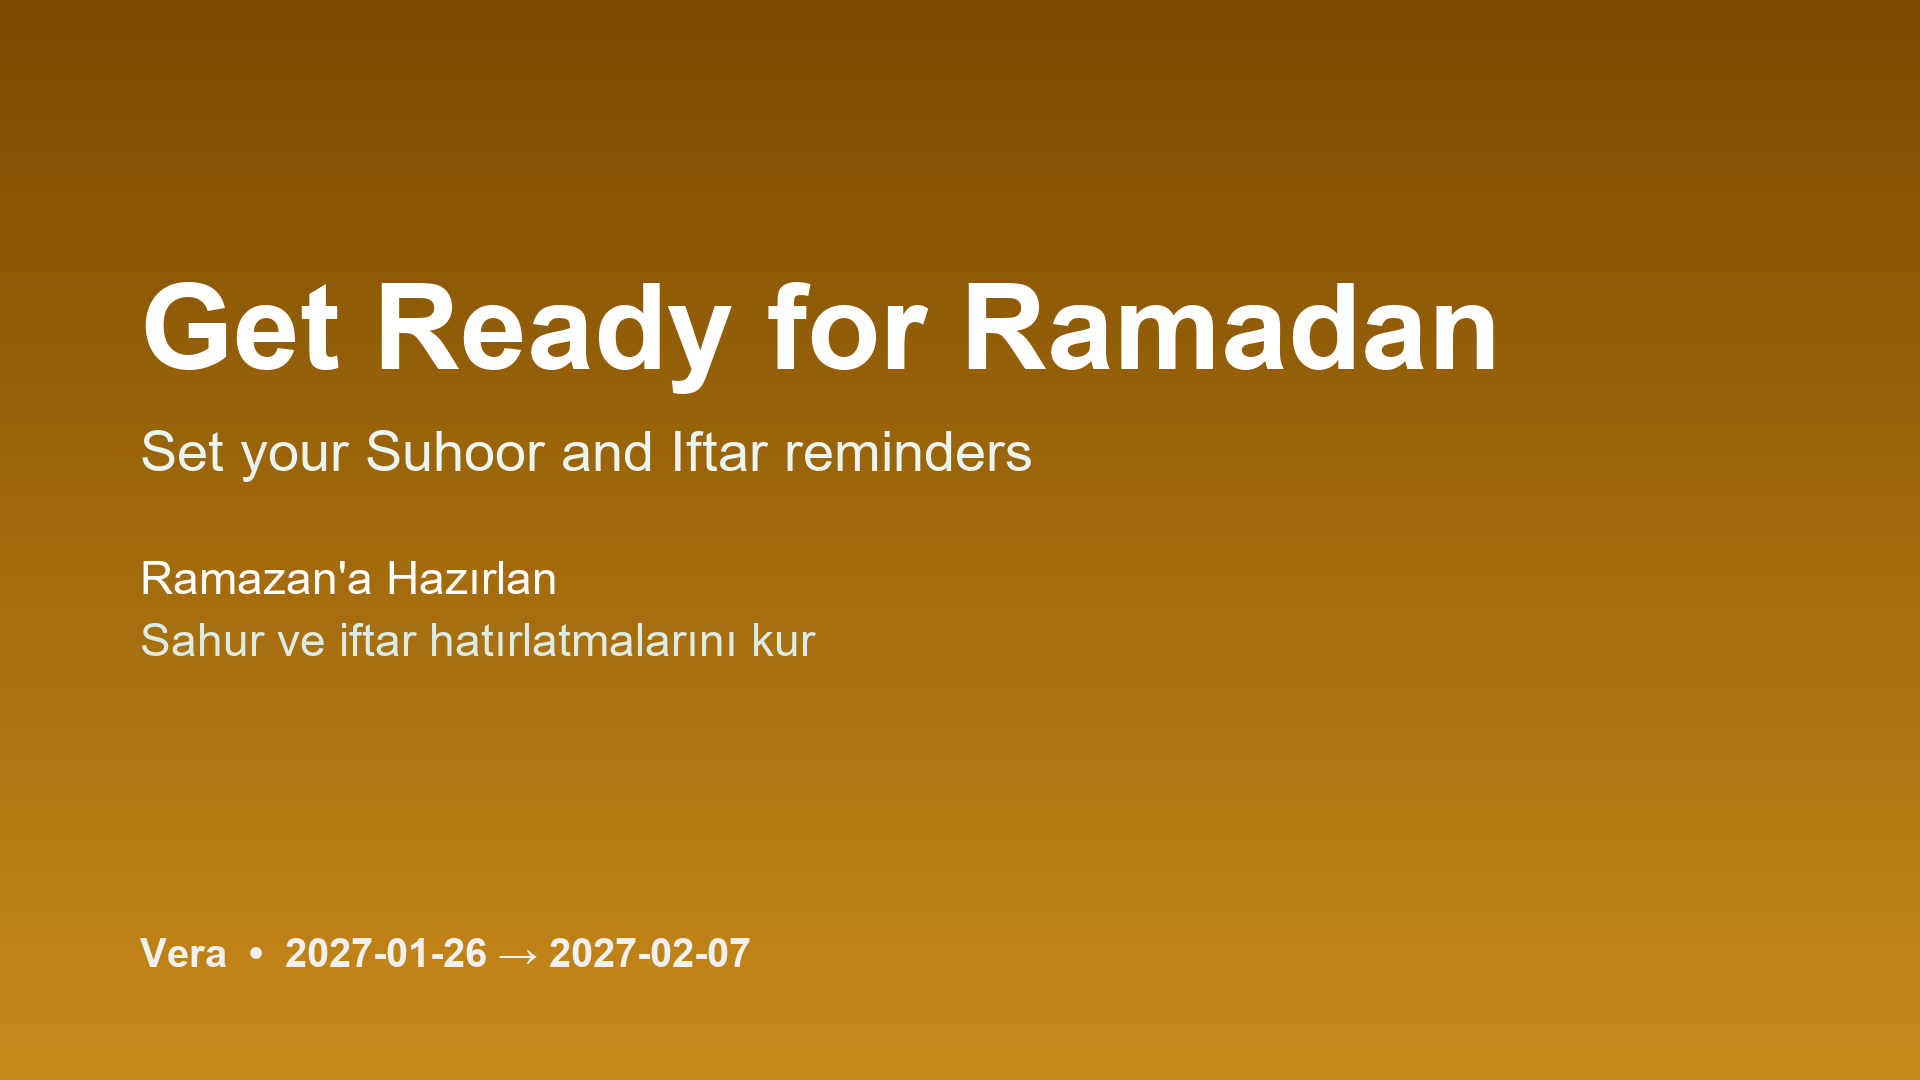 Get Ready for Ramadan
Set your Suhoor and Iftar reminders
Ramazan'a Hazırlan
Sahur ve iftar hatırlatmalarını kur
Vera • 2027-01-26 → 2027-02-07